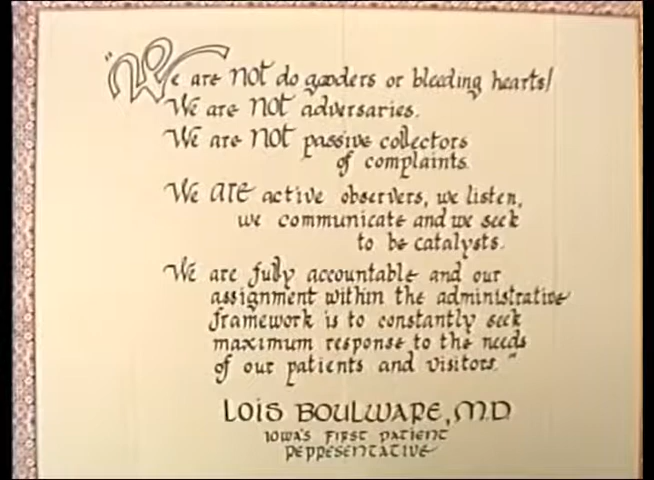 "We are NOT do gooders or bleeding hearts!
We are NOT adversaries.
We are NOT passive collectors
of complaints.
We ARE active observers, we listen,
we communicate and we seek
to be catalysts.
We are fully accountable and our
assignment within the administrative
framework is to constantly seek
maximum response to the needs
of our patients and visitors."
LOIS BOULWARE, M.D
IOWA'S FIRST PATIENT
REPRESENTATIVE